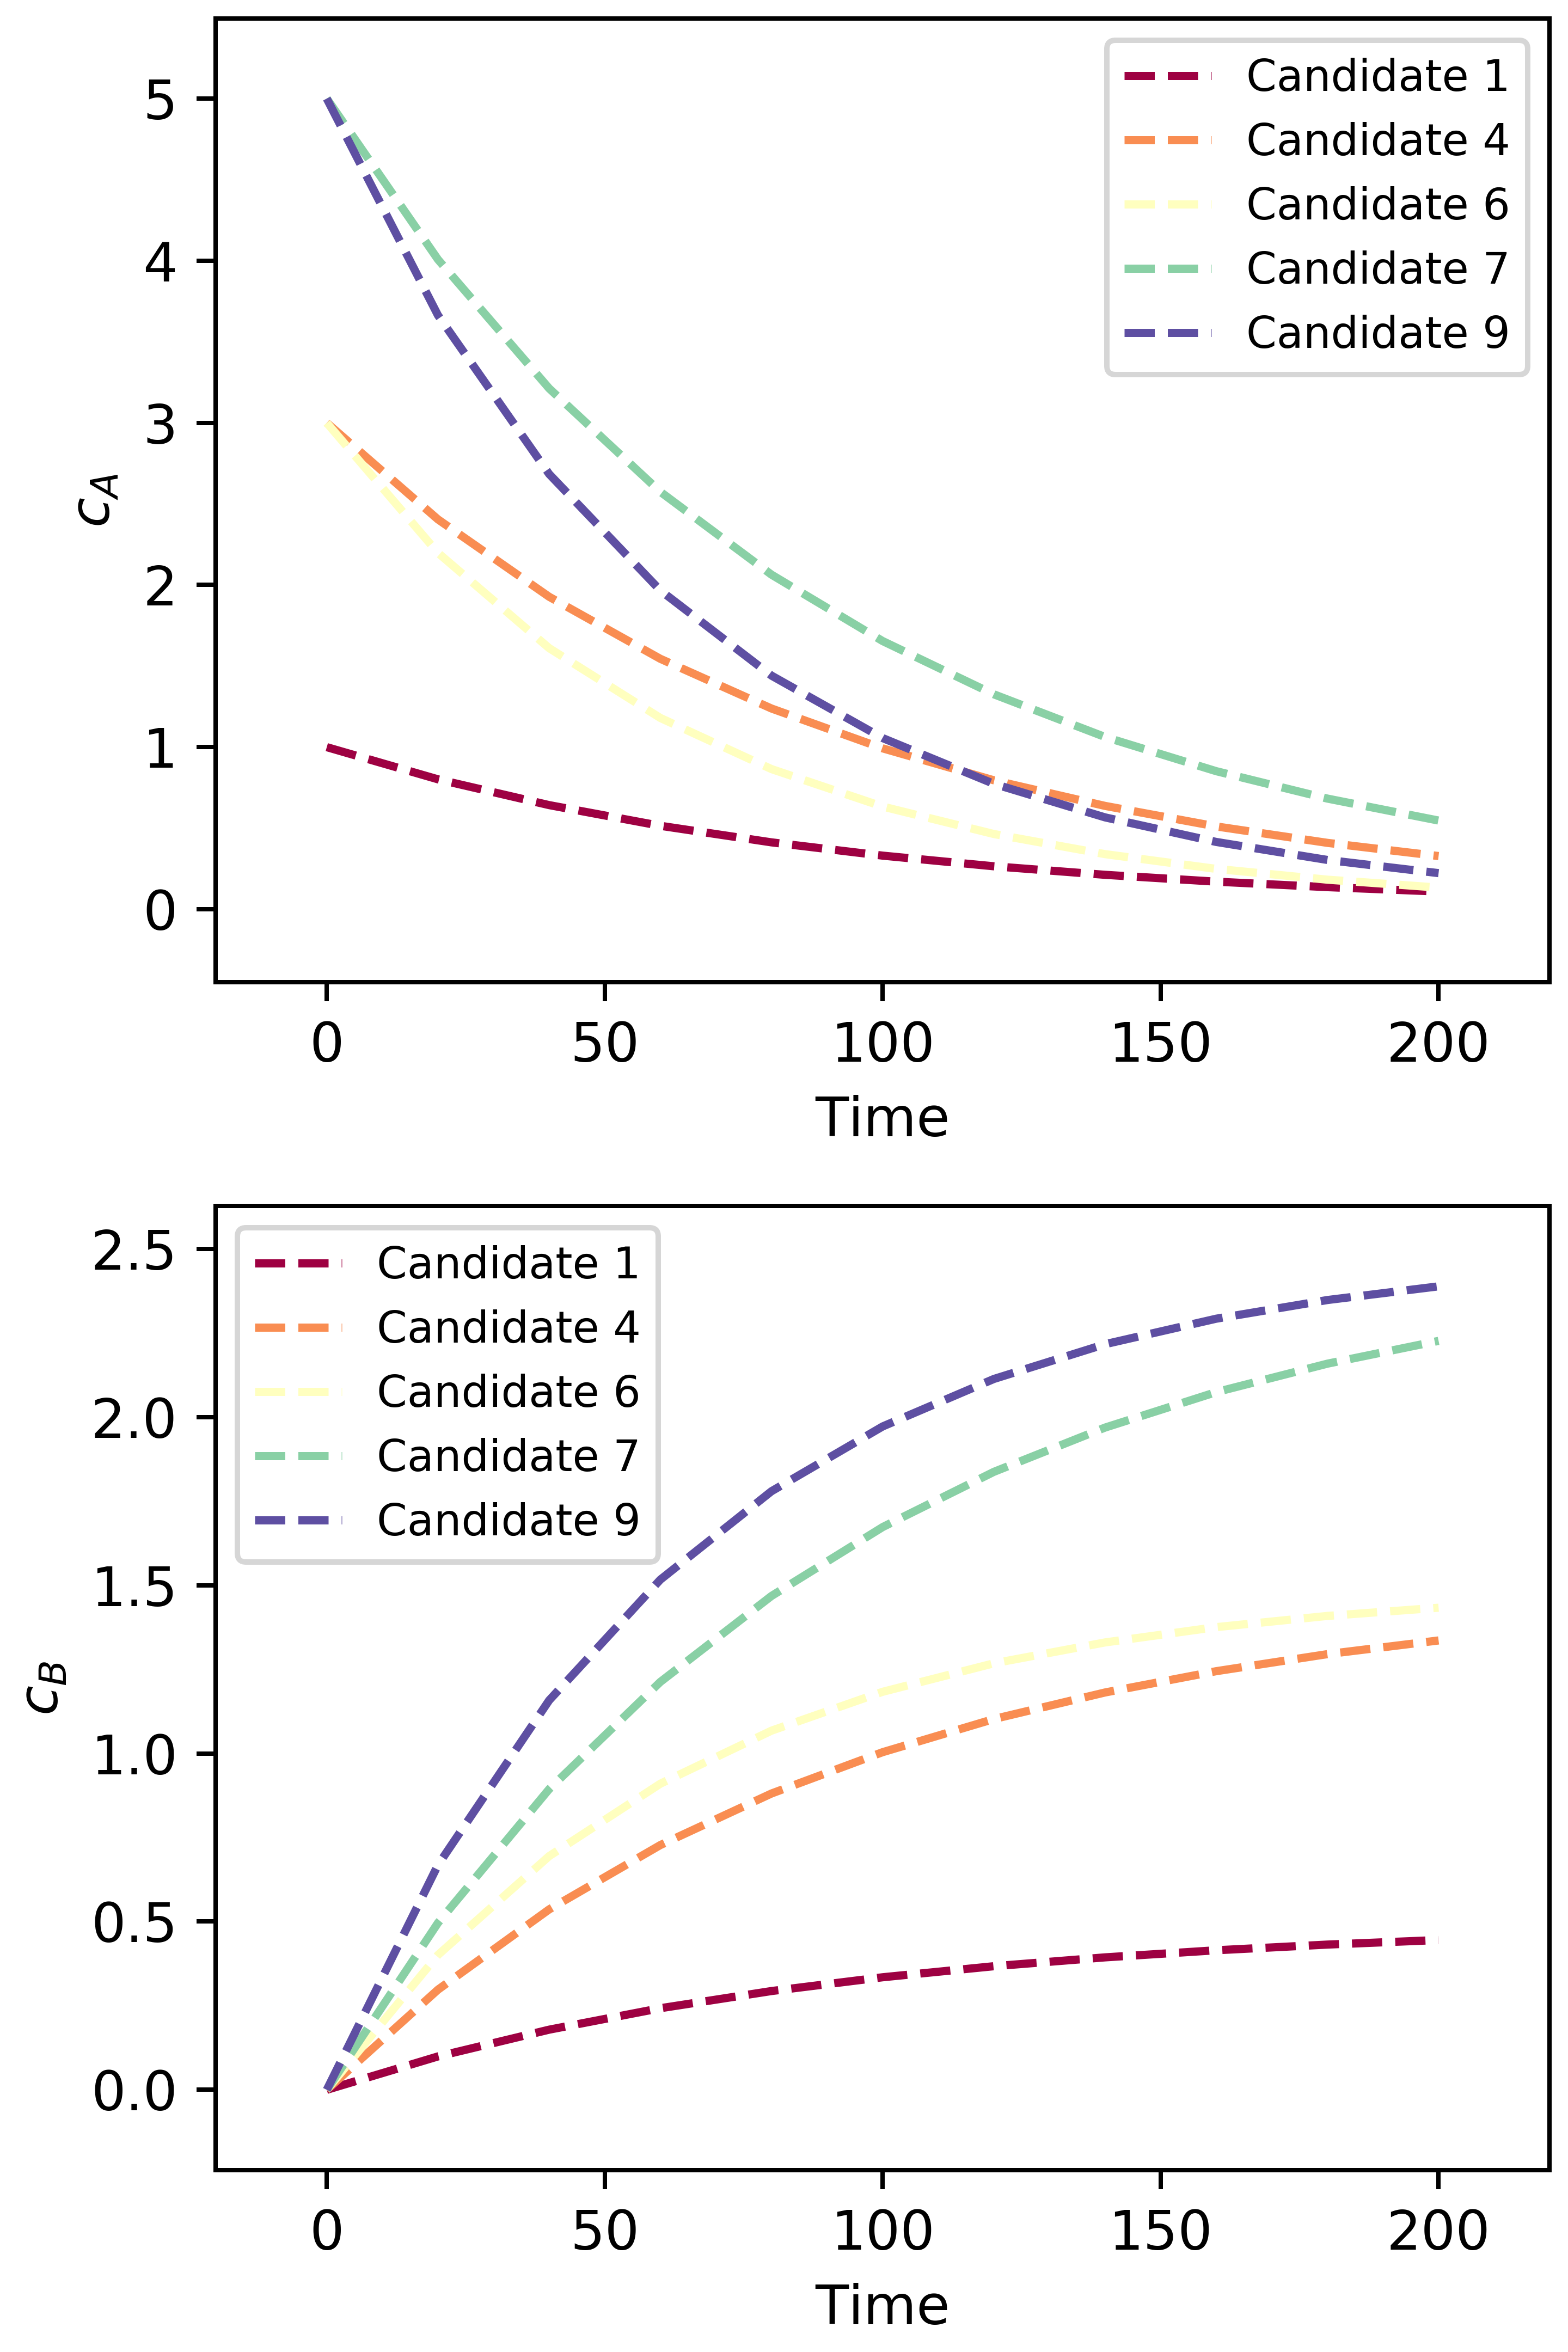 5
4
3
2
1
0
c_A
Candidate 1
Candidate 4
Candidate 6
Candidate 7
Candidate 9
0 50 100 150 200
Time
2.5
2.0
1.5
1.0
0.5
0.0
c_B
Candidate 1
Candidate 4
Candidate 6
Candidate 7
Candidate 9
0 50 100 150 200
Time